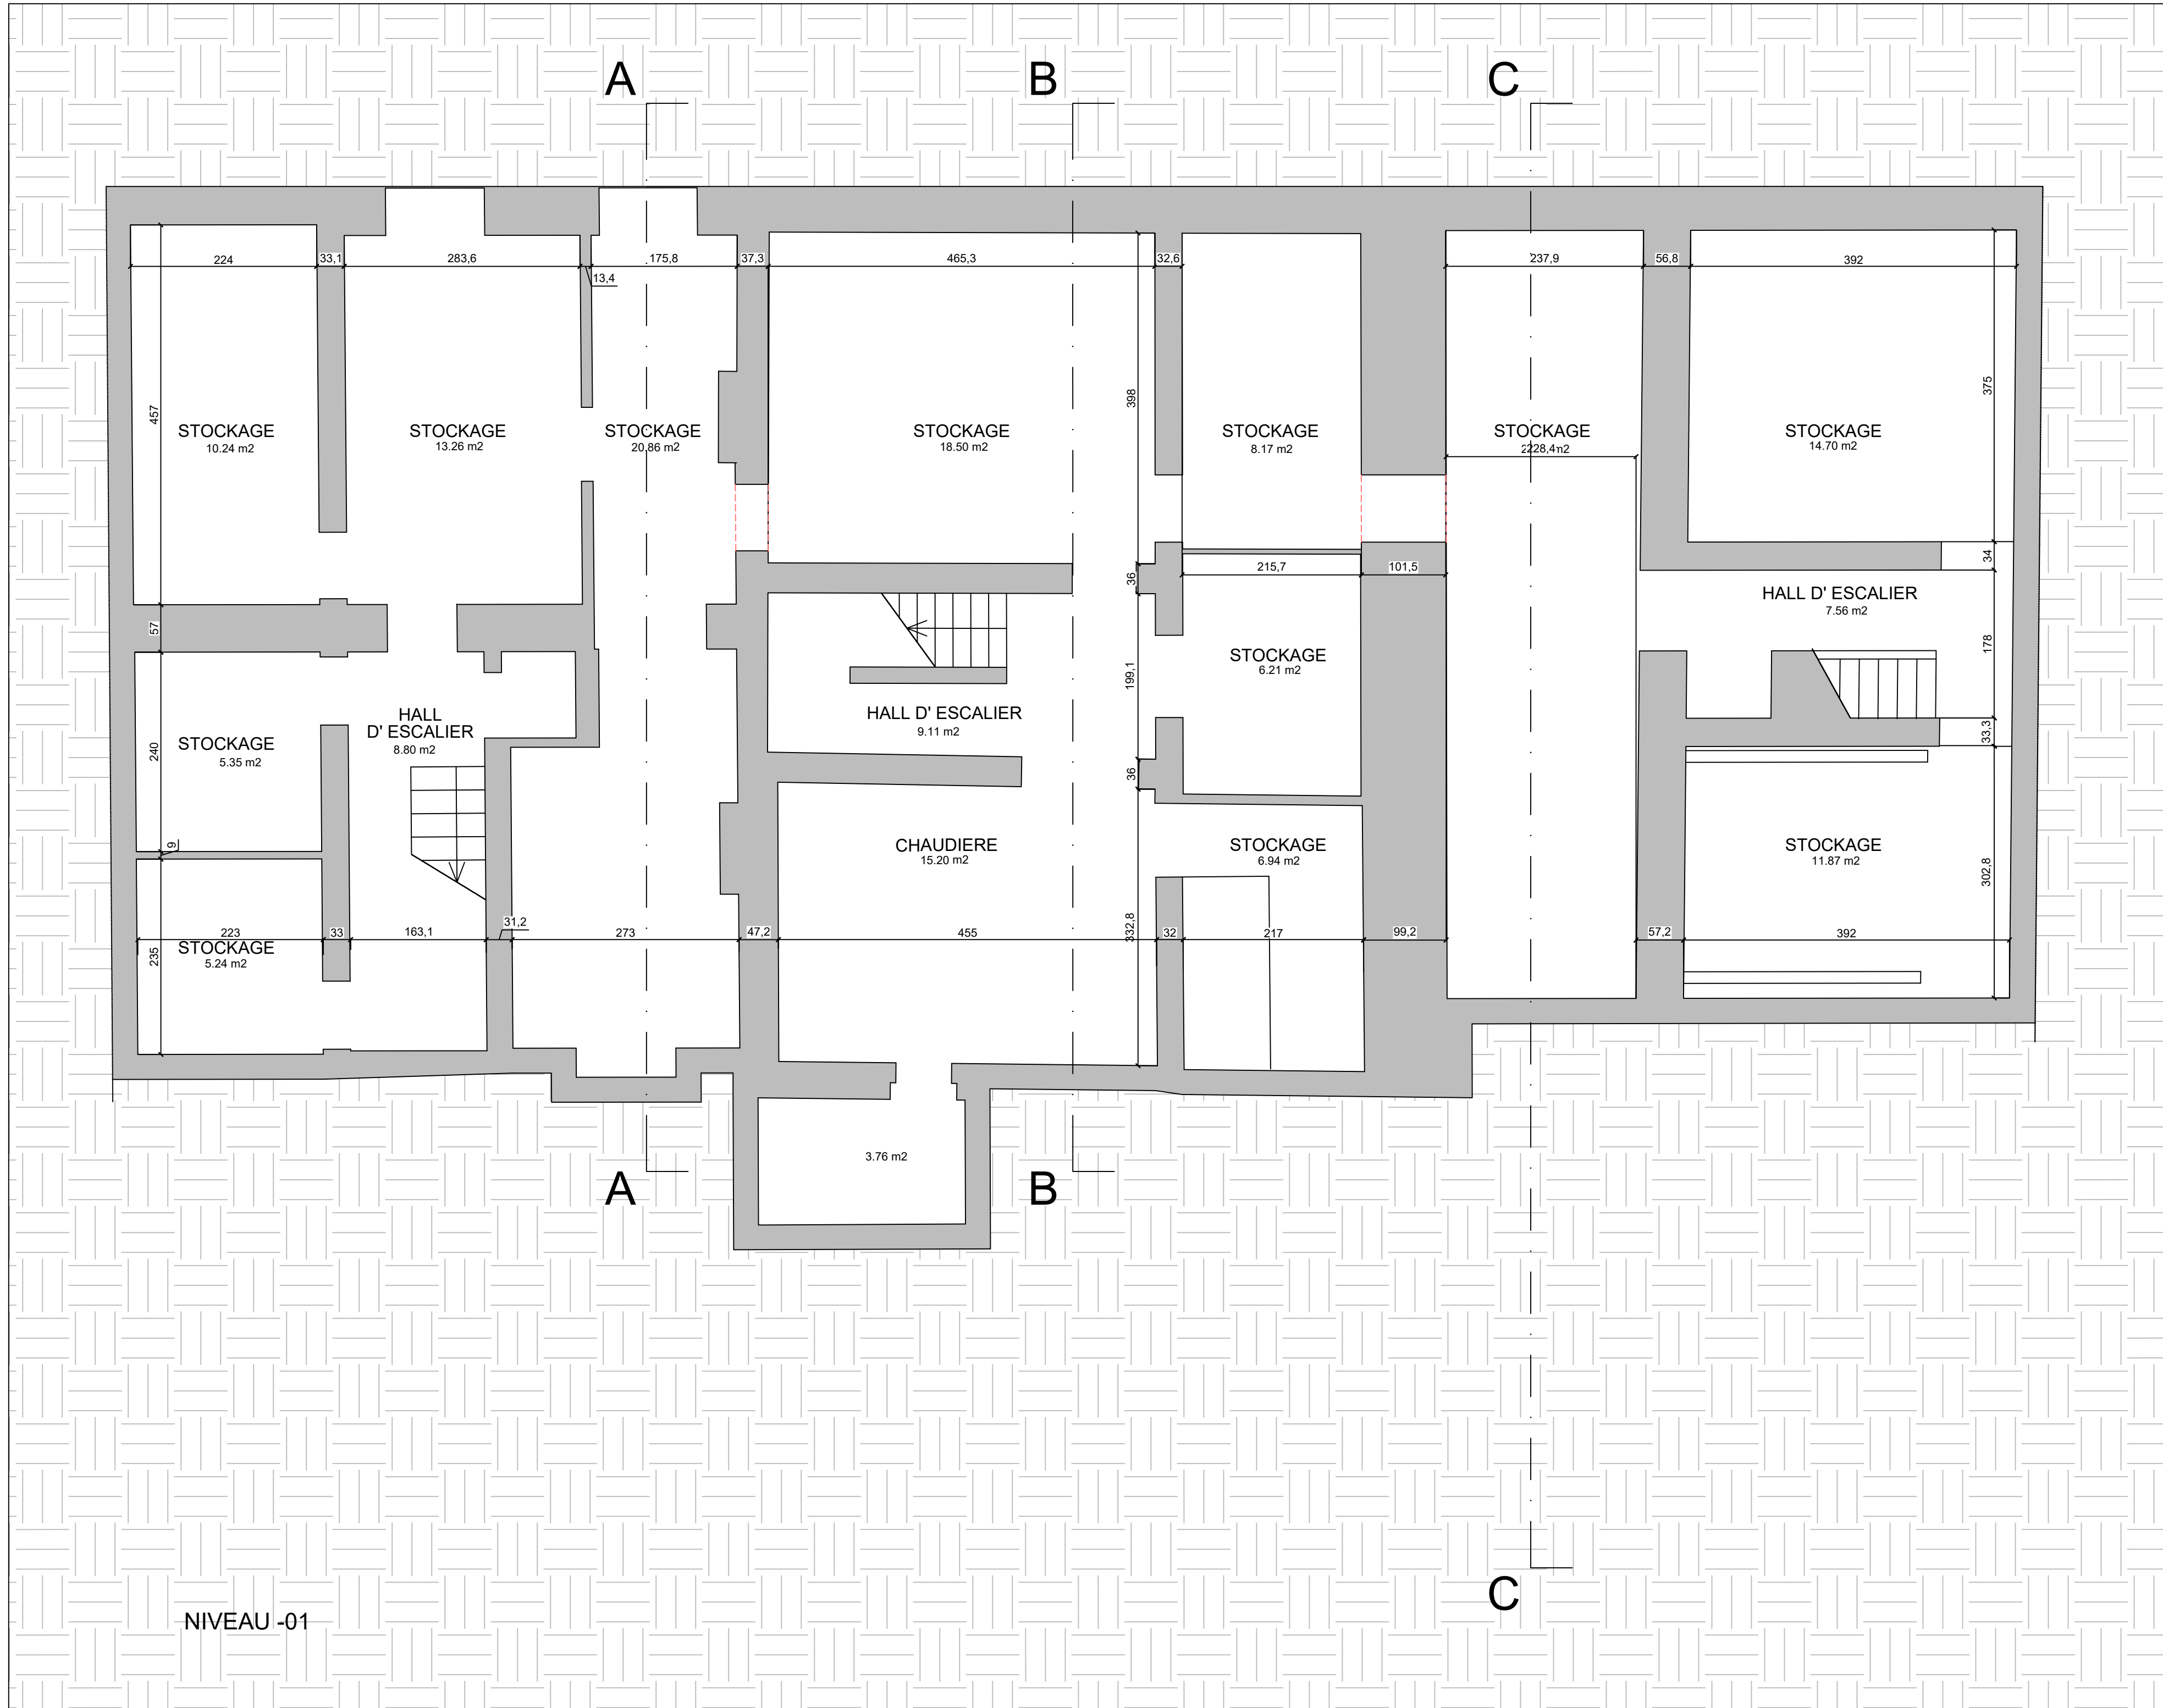 A
B
C
224
33,1
283,6
13,4
175,8
37,3
465,3
32,6
237,9
56,8
392
457
398
375
STOCKAGE
10.24 m2
STOCKAGE
13.26 m2
STOCKAGE
20.86 m2
STOCKAGE
18.50 m2
STOCKAGE
8.17 m2
STOCKAGE
228,4
STOCKAGE
14.70 m2
34
36
215,7
101,5
57
HALL D' ESCALIER
7.56 m2
178
STOCKAGE
6.21 m2
199,1
HALL
D' ESCALIER
8.80 m2
HALL D' ESCALIER
9.11 m2
33,3
STOCKAGE
5.35 m2
240
36
9
CHAUDIERE
15.20 m2
STOCKAGE
6.94 m2
STOCKAGE
11.87 m2
302,8
332,8
223
33
163,1
31,2
273
47,2
455
32
217
99,2
57,2
392
STOCKAGE
5.24 m2
235
3.76 m2
A
B
C
NIVEAU -01